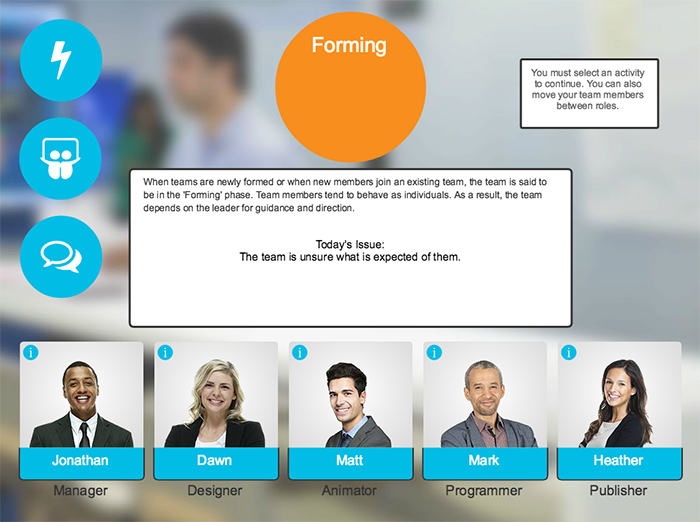 Forming
You must select an activity
to continue. You can also
move your team members
between roles.
When teams are newly formed or when new members join an existing team, the team is said to
be in the 'Forming' phase. Team members tend to behave as individuals. As a result, the team
depends on the leader for guidance and direction.
Today's Issue:
The team is unsure what is expected of them.
i i i i i
Jonathan Dawn Matt Mark Heather
Manager Designer Animator Programmer Publisher